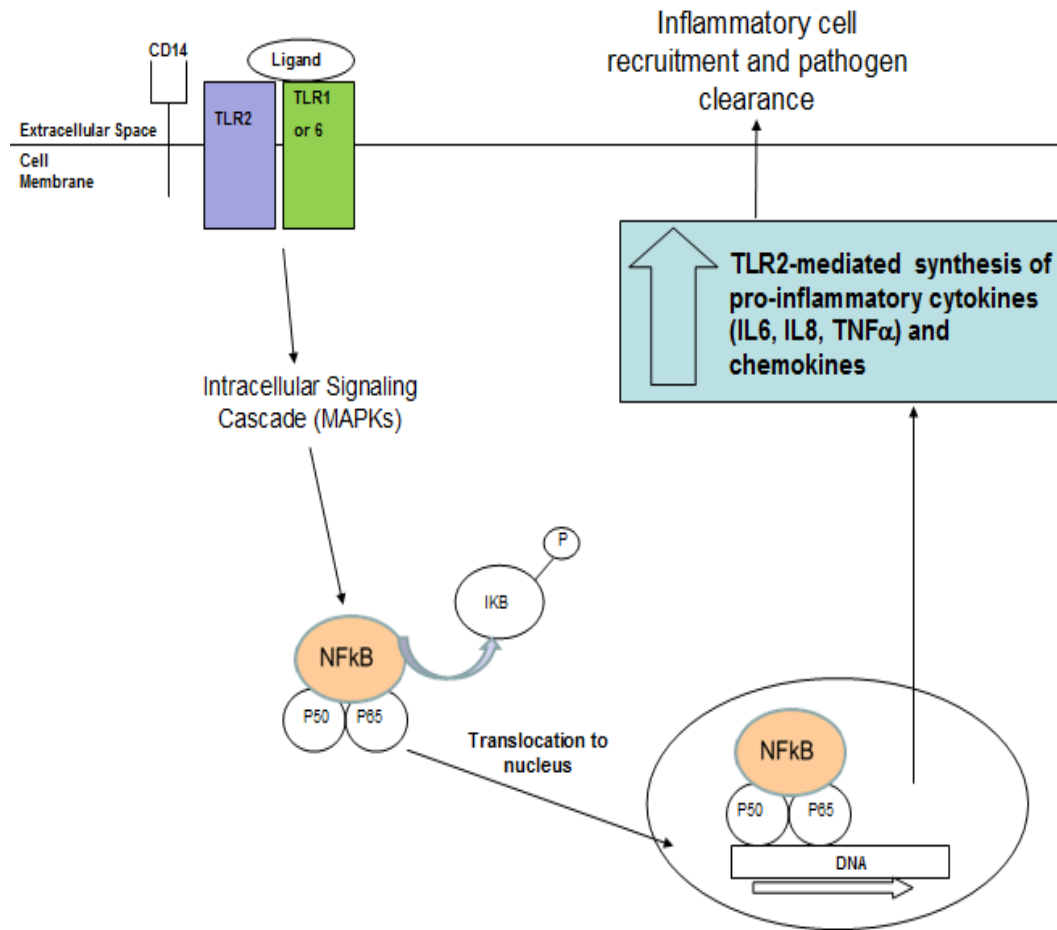 CD14
Ligand
TLR2
TLR1
or 6
Extracellular Space
Cell
Membrane
Inflammatory cell
recruitment and pathogen
clearance
TLR2-mediated synthesis of
pro-inflammatory cytokines
(IL6, IL8, TNFα) and
chemokines
Intracellular Signaling
Cascade (MAPKs)
P
IKB
NFkB
P50
P65
Translocation to
nucleus
NFkB
P50
P65
DNA